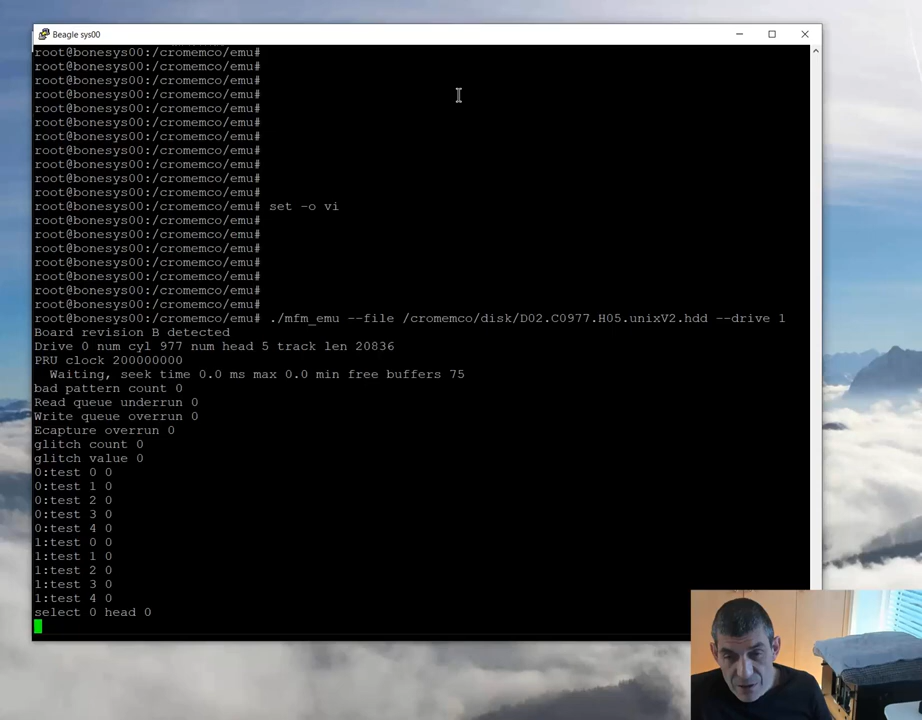 Beagle sys00
root@bonesys00:/cromemco/emu#
root@bonesys00:/cromemco/emu#
root@bonesys00:/cromemco/emu#
root@bonesys00:/cromemco/emu#
root@bonesys00:/cromemco/emu#
root@bonesys00:/cromemco/emu#
root@bonesys00:/cromemco/emu#
root@bonesys00:/cromemco/emu#
root@bonesys00:/cromemco/emu#
root@bonesys00:/cromemco/emu#
root@bonesys00:/cromemco/emu#
root@bonesys00:/cromemco/emu# set -o vi
root@bonesys00:/cromemco/emu#
root@bonesys00:/cromemco/emu#
root@bonesys00:/cromemco/emu#
root@bonesys00:/cromemco/emu#
root@bonesys00:/cromemco/emu#
root@bonesys00:/cromemco/emu#
root@bonesys00:/cromemco/emu#
root@bonesys00:/cromemco/emu# ./mfm_emu --file /cromemco/disk/D02.C0977.H05.unixV2.hdd --drive 1
Board revision B detected
Drive 0 num cyl 977 num head 5 track len 20836
PRU clock 200000000
  Waiting, seek time 0.0 ms max 0.0 min free buffers 75
bad pattern count 0
Read queue underrun 0
Write queue overrun 0
Ecapture overrun 0
glitch count 0
glitch value 0
0:test 0 0
0:test 1 0
0:test 2 0
0:test 3 0
0:test 4 0
1:test 0 0
1:test 1 0
1:test 2 0
1:test 3 0
1:test 4 0
select 0 head 0